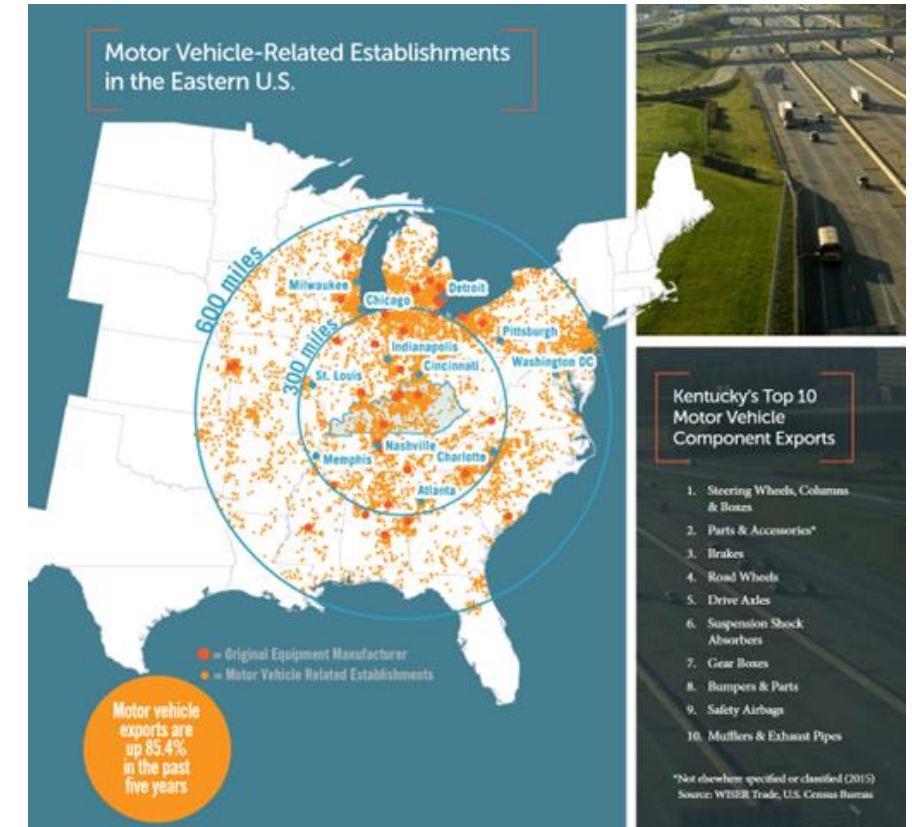 Motor Vehicle-Related Establishments
in the Eastern U.S.
600 miles
300 miles
Milwaukee
Chicago
Detroit
Pittsburgh
Indianapolis
Washington DC
Cincinnati
St. Louis
Nashville
Memphis
Charlotte
Atlanta
= Original Equipment Manufacturer
= Motor Vehicle Related Establishments
Motor vehicle
exports are
up 85.4%
in the past
five years
Kentucky's Top 10
Motor Vehicle
Component Exports
1. Steering Wheels, Columns
& Boxes
2. Parts & Accessories*
3. Brakes
4. Road Wheels
5. Drive Axles
6. Suspension Shock
Absorbers
7. Gear Boxes
8. Bumpers & Parts
9. Safety Airbags
10. Mufflers & Exhaust Pipes
*Not elsewhere specified or classified (2015)
Source: WISER Trade, U.S. Census Bureau